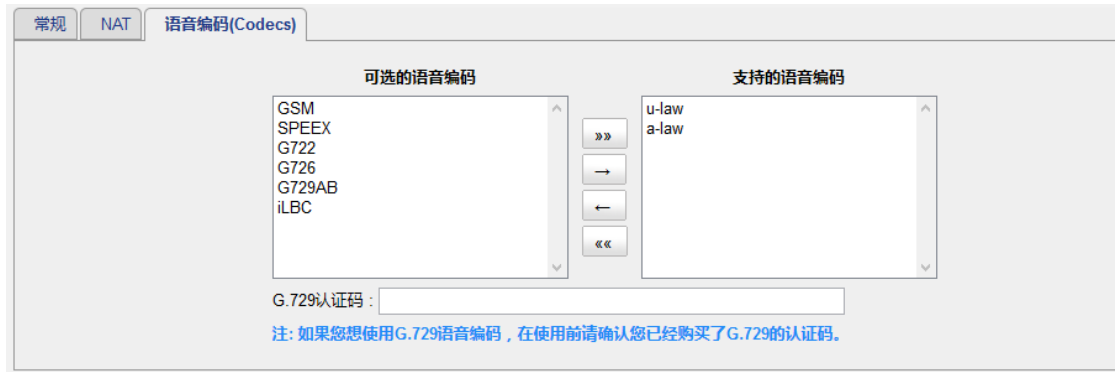 常规 NAT 语音编码(Codecs)
可选的语音编码 支持的语音编码
GSM u-law
SPEEX a-law
G722
G726
G729AB
iLBC
»»
→
←
««
G.729认证码 :
注: 如果您想使用G.729语音编码，在使用前请确认您已经购买了G.729的认证码。